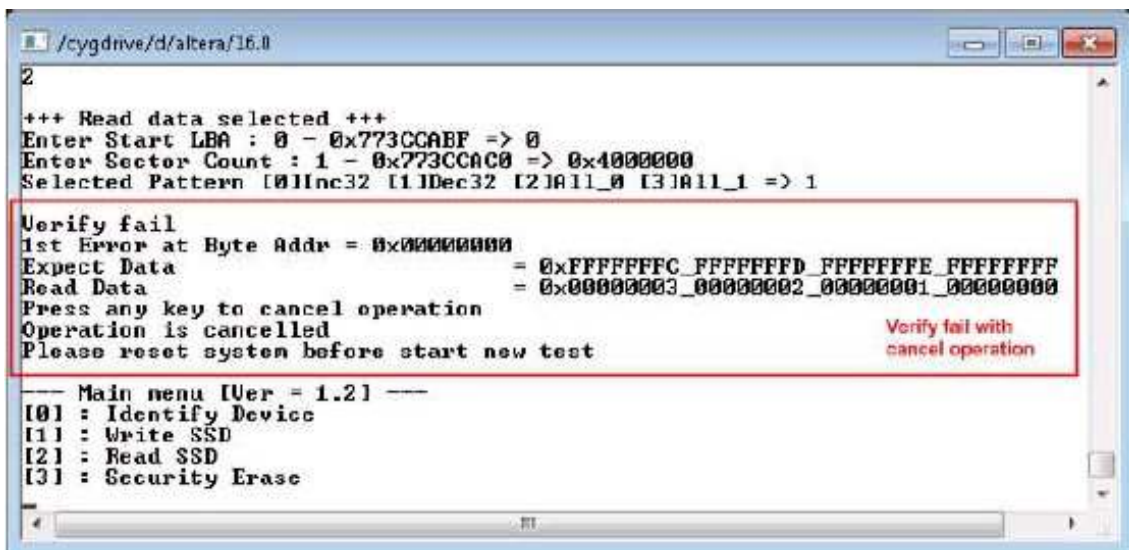 /cygdrive/d/altera/16.0
2
+++ Read data selected +++
Enter Start LBA : 0 - 0x773CCABF => 0
Enter Sector Count : 1 - 0x773CCAC0 => 0x4000000
Selected Pattern [0]Inc32 [1]Dec32 [2]All_0 [3]All_1 => 1
Verify fail
1st Error at Byte Addr = 0x00000000
Expect Data = 0xFFFFFFFC_FFFFFFFD_FFFFFFFE_FFFFFFFF
Read Data = 0x00000003_00000002_00000001_00000000
Press any key to cancel operation
Operation is cancelled
Please reset system before start new test
Verify fail with
cancel operation
--- Main menu [Ver = 1.2] ---
[0] : Identify Device
[1] : Write SSD
[2] : Read SSD
[3] : Security Erase